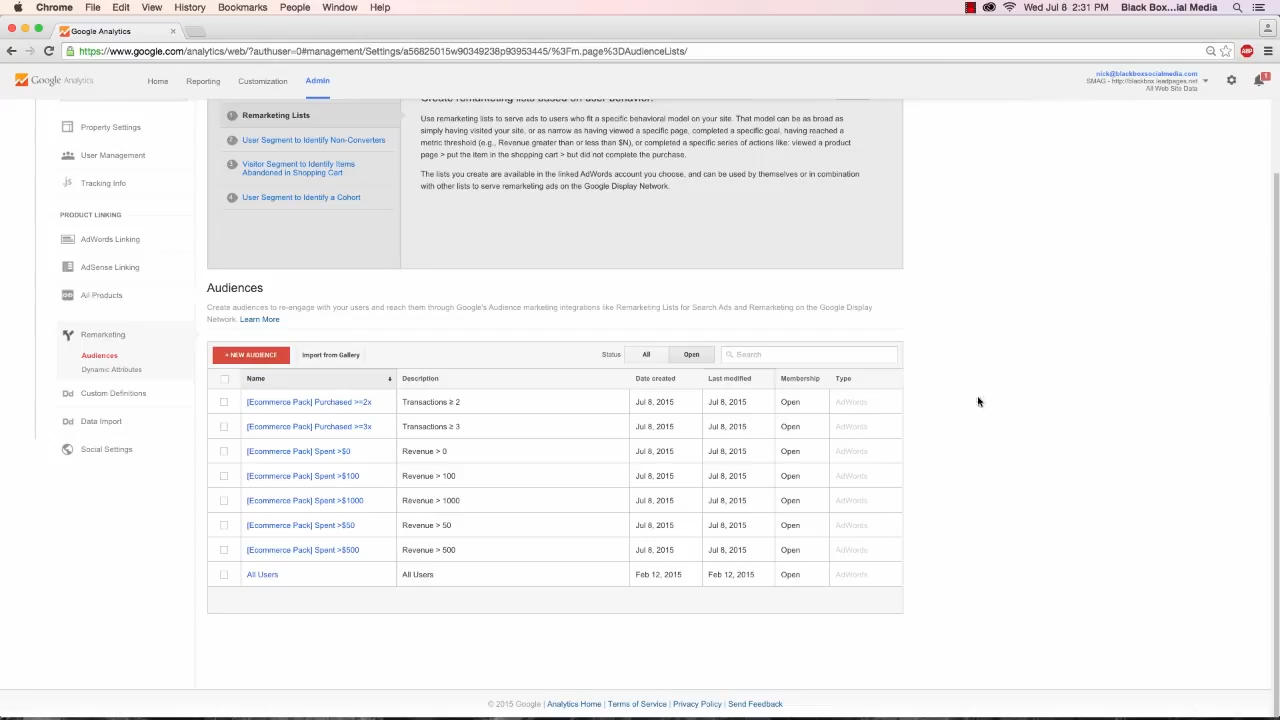 Chrome File Edit View History Bookmarks People Window Help Wed Jul 8 2:31 PM Black Box...ial Media
Google Analytics
https://www.google.com/analytics/web/?authuser=0#management/Settings/a56825015w90349238p93953445/%3Fm.page%3DAudienceLists/
ABP
Google Analytics Home Reporting Customization Admin
nick@blackboxsocialmedia.com
SMAG - http://blackbox.leadpages.net
All Web Site Data
1
Property Settings
User Management
JS Tracking Info
PRODUCT LINKING
AdWords Linking
AdSense Linking
All Products
Remarketing
Audiences
Dynamic Attributes
Dd Custom Definitions
Dd Data Import
Social Settings
1 Remarketing Lists
2 User Segment to Identify Non-Converters
3 Visitor Segment to Identify Items
Abandoned in Shopping Cart
4 User Segment to Identify a Cohort
Create remarketing lists based on user behavior.
Use remarketing lists to serve ads to users who fit a specific behavioral model on your site. That model can be as broad as
simply having visited your site, or as narrow as having viewed a specific page, completed a specific goal, having reached a
metric threshold (e.g., Revenue greater than or less than $N), or completed a specific series of actions like: viewed a product
page > put the item in the shopping cart > but did not complete the purchase.
The lists you create are available in the linked AdWords account you choose, and can be used by themselves or in combination
with other lists to serve remarketing ads on the Google Display Network.
Audiences
Create audiences to re-engage with your users and reach them through Google's Audience marketing integrations like Remarketing Lists for Search Ads and Remarketing on the Google Display
Network. Learn More
+ NEW AUDIENCE Import from Gallery Status All Open Search
Name Description Date created Last modified Membership Type
[Ecommerce Pack] Purchased >=2x Transactions ≥ 2 Jul 8, 2015 Jul 8, 2015 Open AdWords
[Ecommerce Pack] Purchased >=3x Transactions ≥ 3 Jul 8, 2015 Jul 8, 2015 Open AdWords
[Ecommerce Pack] Spent >$0 Revenue > 0 Jul 8, 2015 Jul 8, 2015 Open AdWords
[Ecommerce Pack] Spent >$100 Revenue > 100 Jul 8, 2015 Jul 8, 2015 Open AdWords
[Ecommerce Pack] Spent >$1000 Revenue > 1000 Jul 8, 2015 Jul 8, 2015 Open AdWords
[Ecommerce Pack] Spent >$50 Revenue > 50 Jul 8, 2015 Jul 8, 2015 Open AdWords
[Ecommerce Pack] Spent >$500 Revenue > 500 Jul 8, 2015 Jul 8, 2015 Open AdWords
All Users All Users Feb 12, 2015 Feb 12, 2015 Open AdWords
© 2015 Google | Analytics Home | Terms of Service | Privacy Policy | Send Feedback